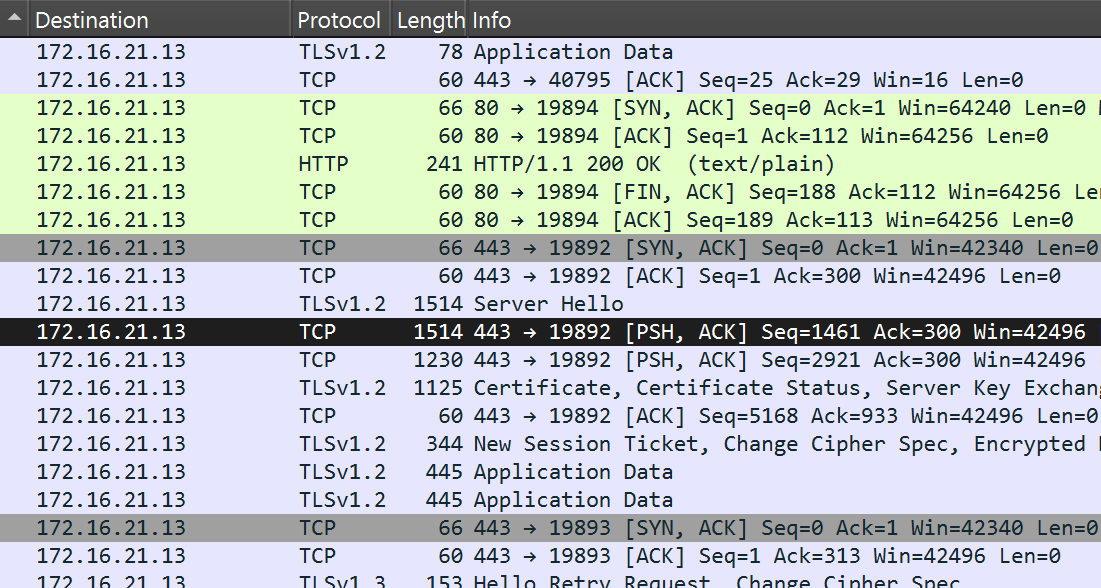 Destination Protocol Length Info
172.16.21.13 TLSv1.2 78 Application Data
172.16.21.13 TCP 60 443 → 40795 [ACK] Seq=25 Ack=29 Win=16 Len=0
172.16.21.13 TCP 66 80 → 19894 [SYN, ACK] Seq=0 Ack=1 Win=64240 Len=0
172.16.21.13 TCP 60 80 → 19894 [ACK] Seq=1 Ack=112 Win=64256 Len=0
172.16.21.13 HTTP 241 HTTP/1.1 200 OK (text/plain)
172.16.21.13 TCP 60 80 → 19894 [FIN, ACK] Seq=188 Ack=112 Win=64256 Le
172.16.21.13 TCP 60 80 → 19894 [ACK] Seq=189 Ack=113 Win=64256 Len=0
172.16.21.13 TCP 66 443 → 19892 [SYN, ACK] Seq=0 Ack=1 Win=42340 Len=0
172.16.21.13 TCP 60 443 → 19892 [ACK] Seq=1 Ack=300 Win=42496 Len=0
172.16.21.13 TLSv1.2 1514 Server Hello
172.16.21.13 TCP 1514 443 → 19892 [PSH, ACK] Seq=1461 Ack=300 Win=42496
172.16.21.13 TCP 1230 443 → 19892 [PSH, ACK] Seq=2921 Ack=300 Win=42496
172.16.21.13 TLSv1.2 1125 Certificate, Certificate Status, Server Key Exchan
172.16.21.13 TCP 60 443 → 19892 [ACK] Seq=5168 Ack=933 Win=42496 Len=0
172.16.21.13 TLSv1.2 344 New Session Ticket, Change Cipher Spec, Encrypted
172.16.21.13 TLSv1.2 445 Application Data
172.16.21.13 TLSv1.2 445 Application Data
172.16.21.13 TCP 66 443 → 19893 [SYN, ACK] Seq=0 Ack=1 Win=42340 Len=0
172.16.21.13 TCP 60 443 → 19893 [ACK] Seq=1 Ack=313 Win=42496 Len=0
172.16.21.13 TLSv1.3 153 Hello Retry Request, Change Cipher Spec